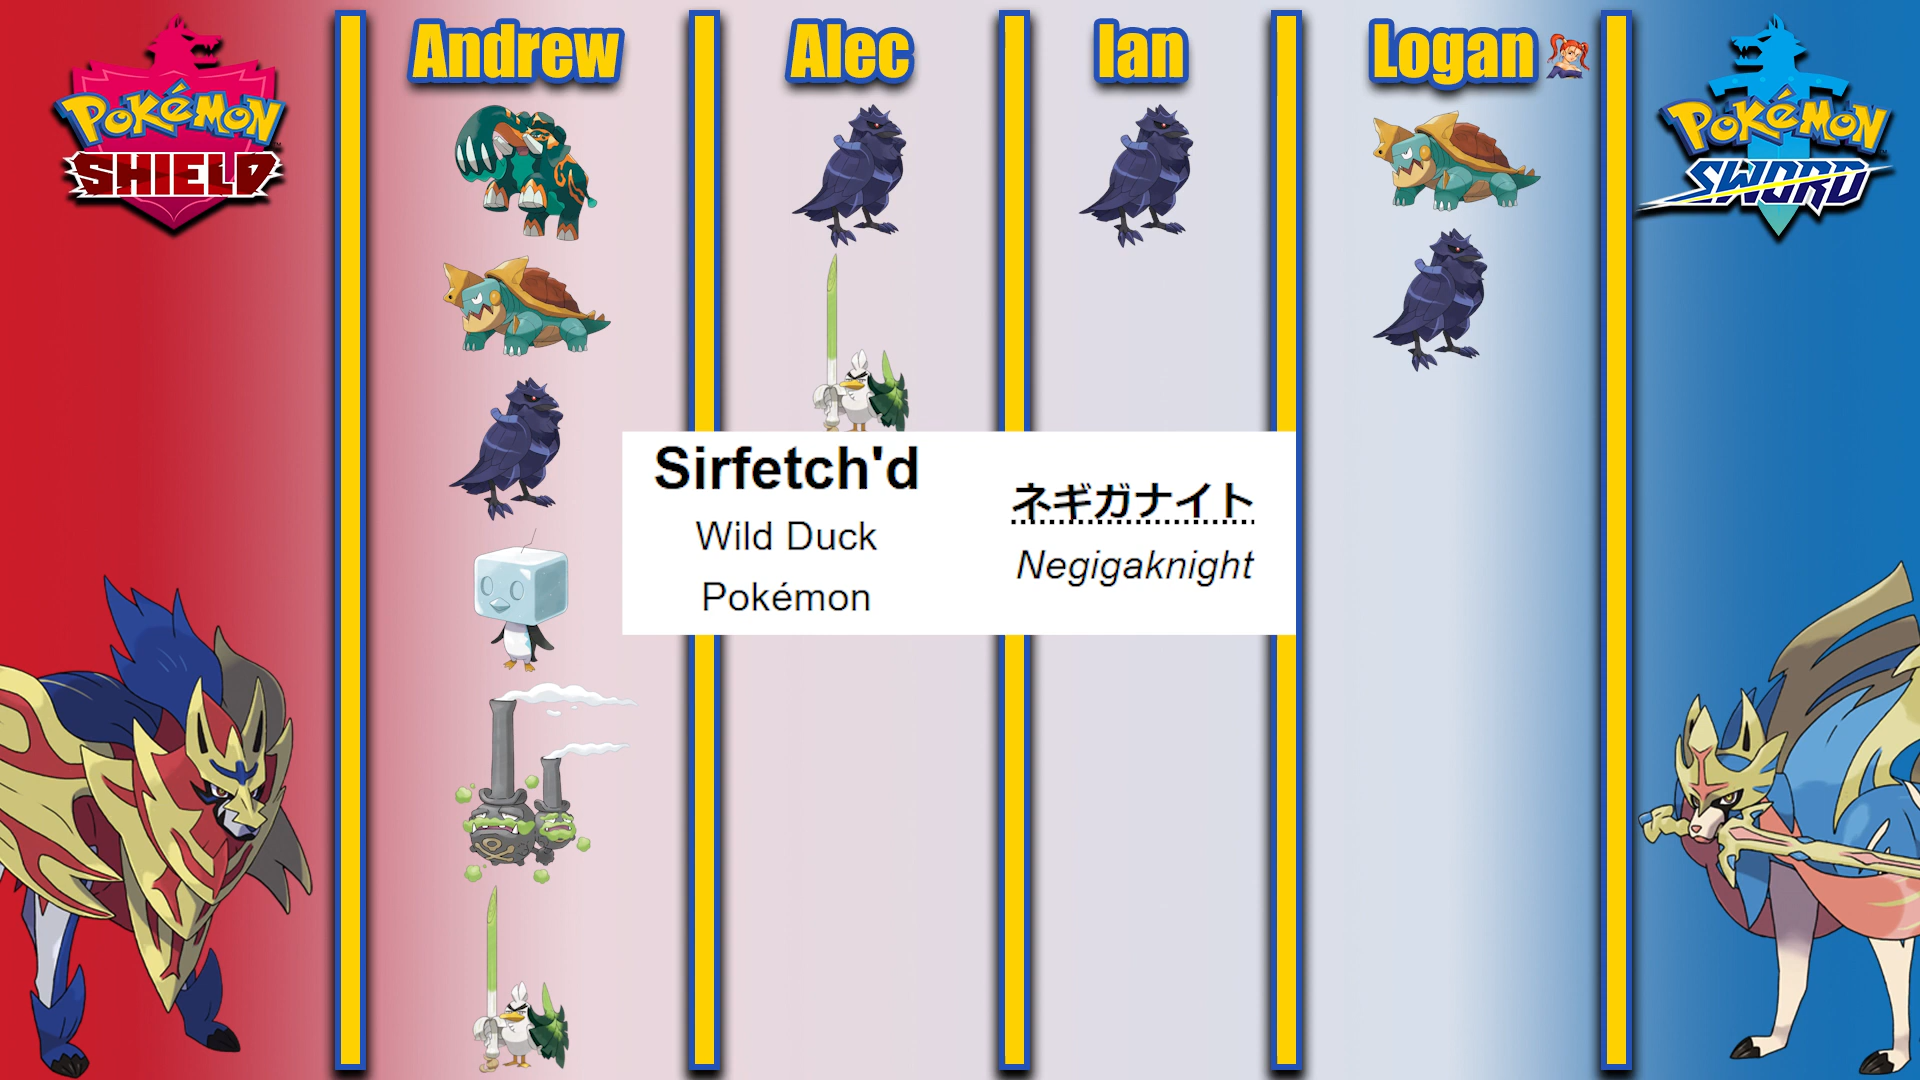 Andrew
Alec
Ian
Logan
POKéMON
SHIELD
POKéMON
SWORD
Sirfetch'd
Wild Duck
Pokémon
ネギガナイト
Negigaknight